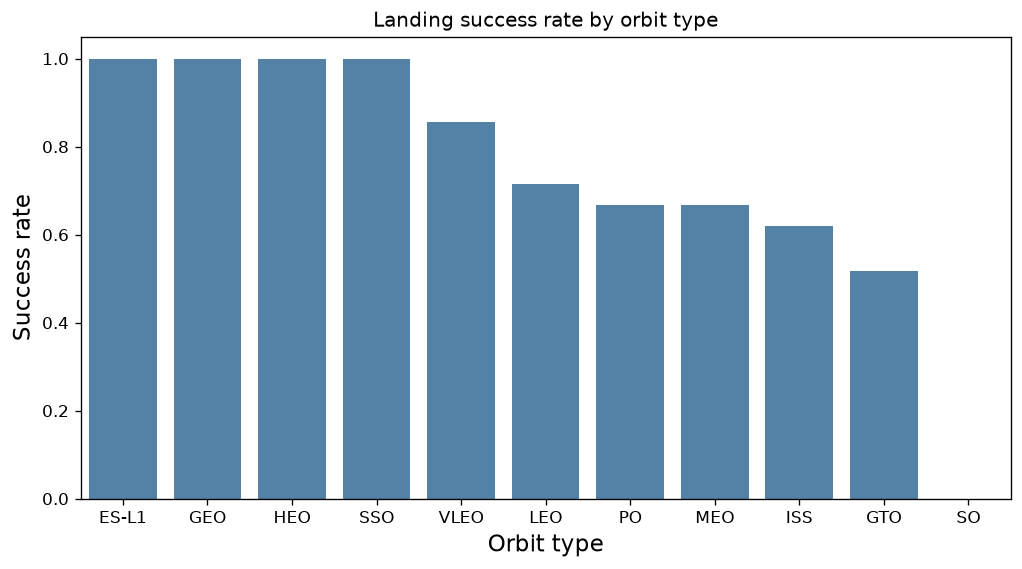 Landing success rate by orbit type
Success rate
1.0
0.8
0.6
0.4
0.2
0.0
ES-L1 GEO HEO SSO VLEO LEO PO MEO ISS GTO SO
Orbit type